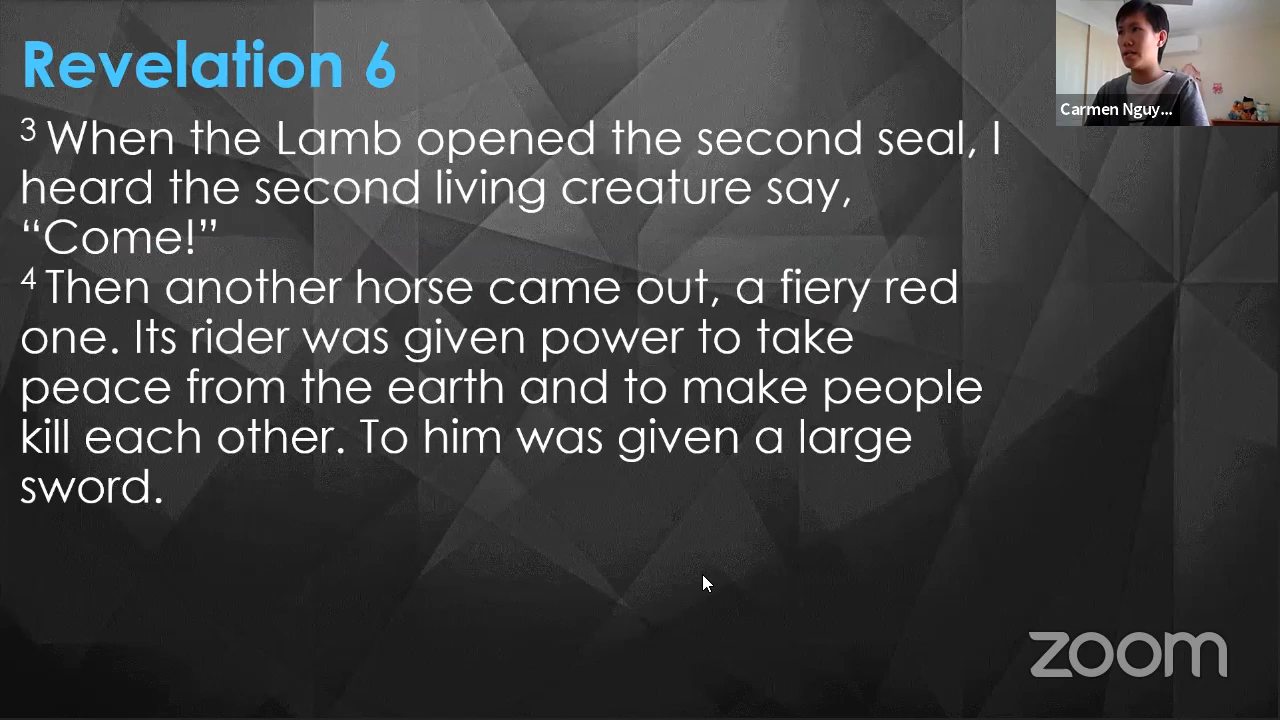 Revelation 6
3 When the Lamb opened the second seal, I
heard the second living creature say,
“Come!”
4 Then another horse came out, a fiery red
one. Its rider was given power to take
peace from the earth and to make people
kill each other. To him was given a large
sword.
Carmen Nguy...
zoom